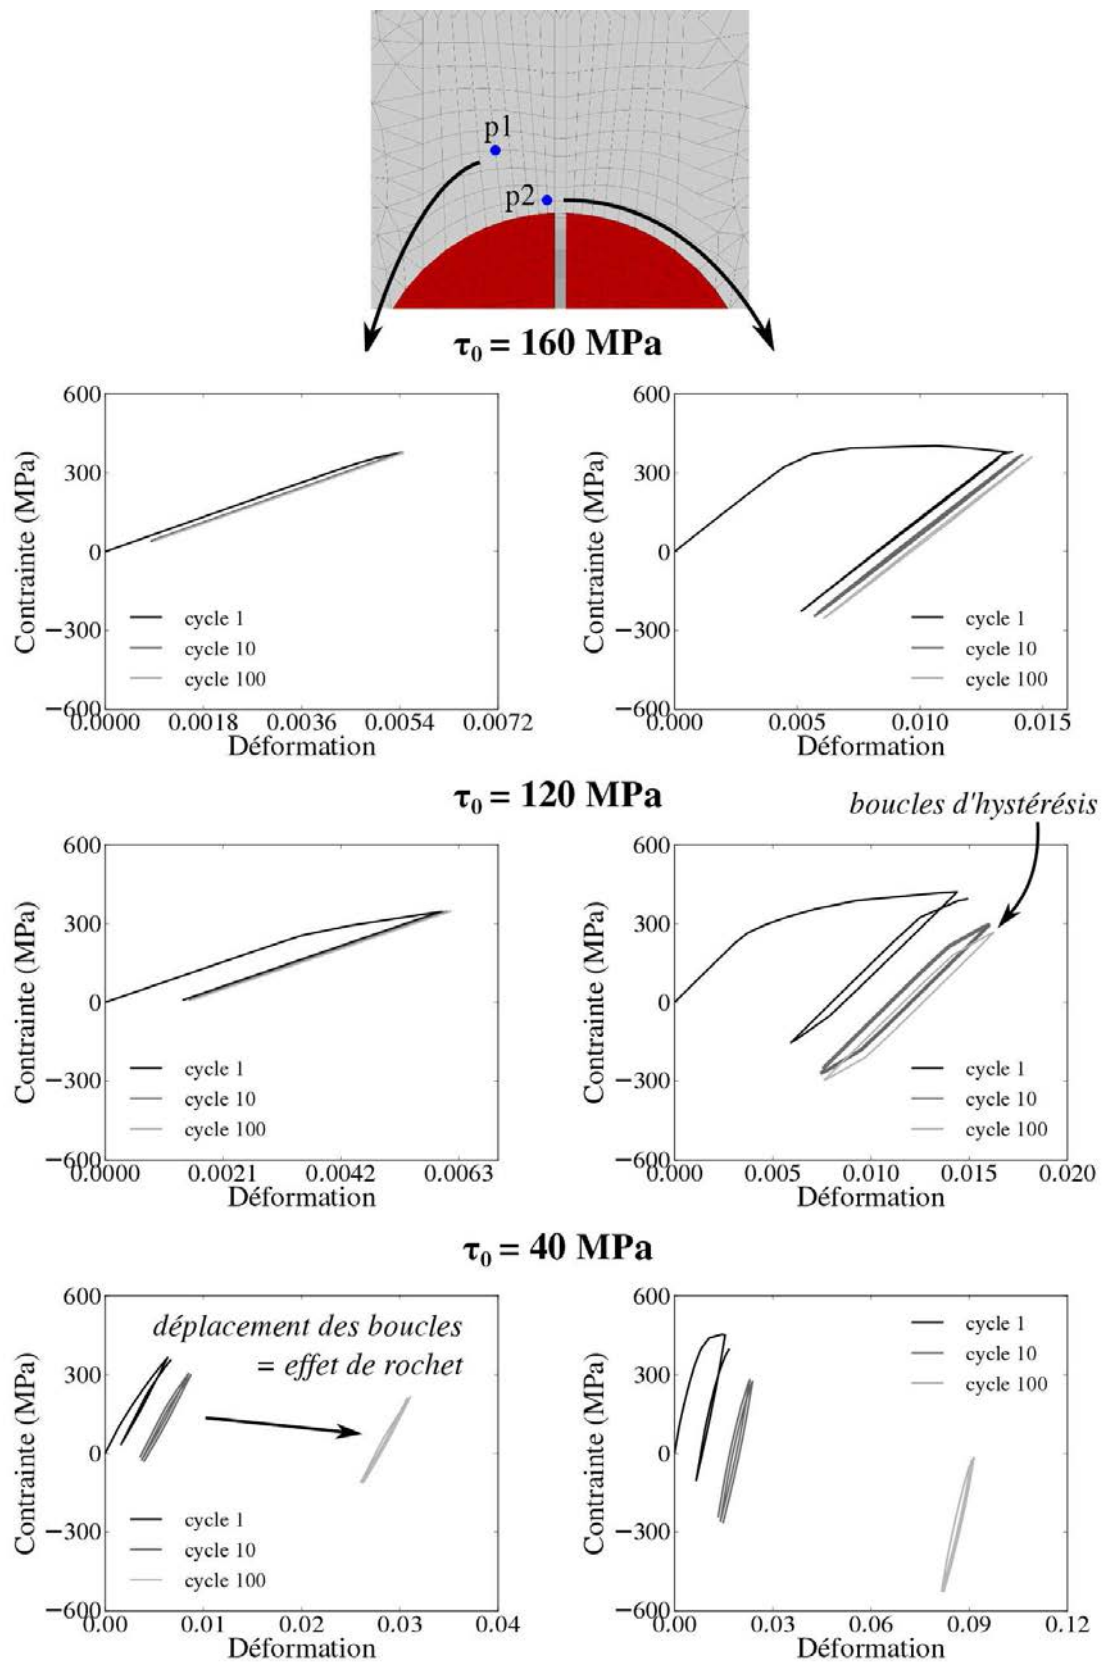 p1
p2
τ0 = 160 MPa
600
300
0
−300
−600
Contrainte (MPa)
cycle 1
cycle 10
cycle 100
0.0000 0.0018 0.0036 0.0054 0.0072
Déformation
600
300
0
−300
−600
Contrainte (MPa)
cycle 1
cycle 10
cycle 100
0.000 0.005 0.010 0.015
Déformation
τ0 = 120 MPa
boucles d'hystérésis
600
300
0
−300
−600
Contrainte (MPa)
cycle 1
cycle 10
cycle 100
0.0000 0.0021 0.0042 0.0063
Déformation
600
300
0
−300
−600
Contrainte (MPa)
cycle 1
cycle 10
cycle 100
0.000 0.005 0.010 0.015 0.020
Déformation
τ0 = 40 MPa
600
300
0
−300
−600
Contrainte (MPa)
déplacement des boucles
= effet de rochet
cycle 1
cycle 10
cycle 100
0.00 0.01 0.02 0.03 0.04
Déformation
600
300
0
−300
−600
Contrainte (MPa)
cycle 1
cycle 10
cycle 100
0.00 0.03 0.06 0.09 0.12
Déformation